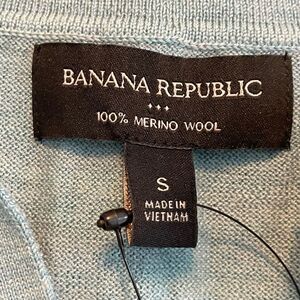 BANANA REPUBLIC
100% MERINO WOOL
S
MADE IN
VIETNAM